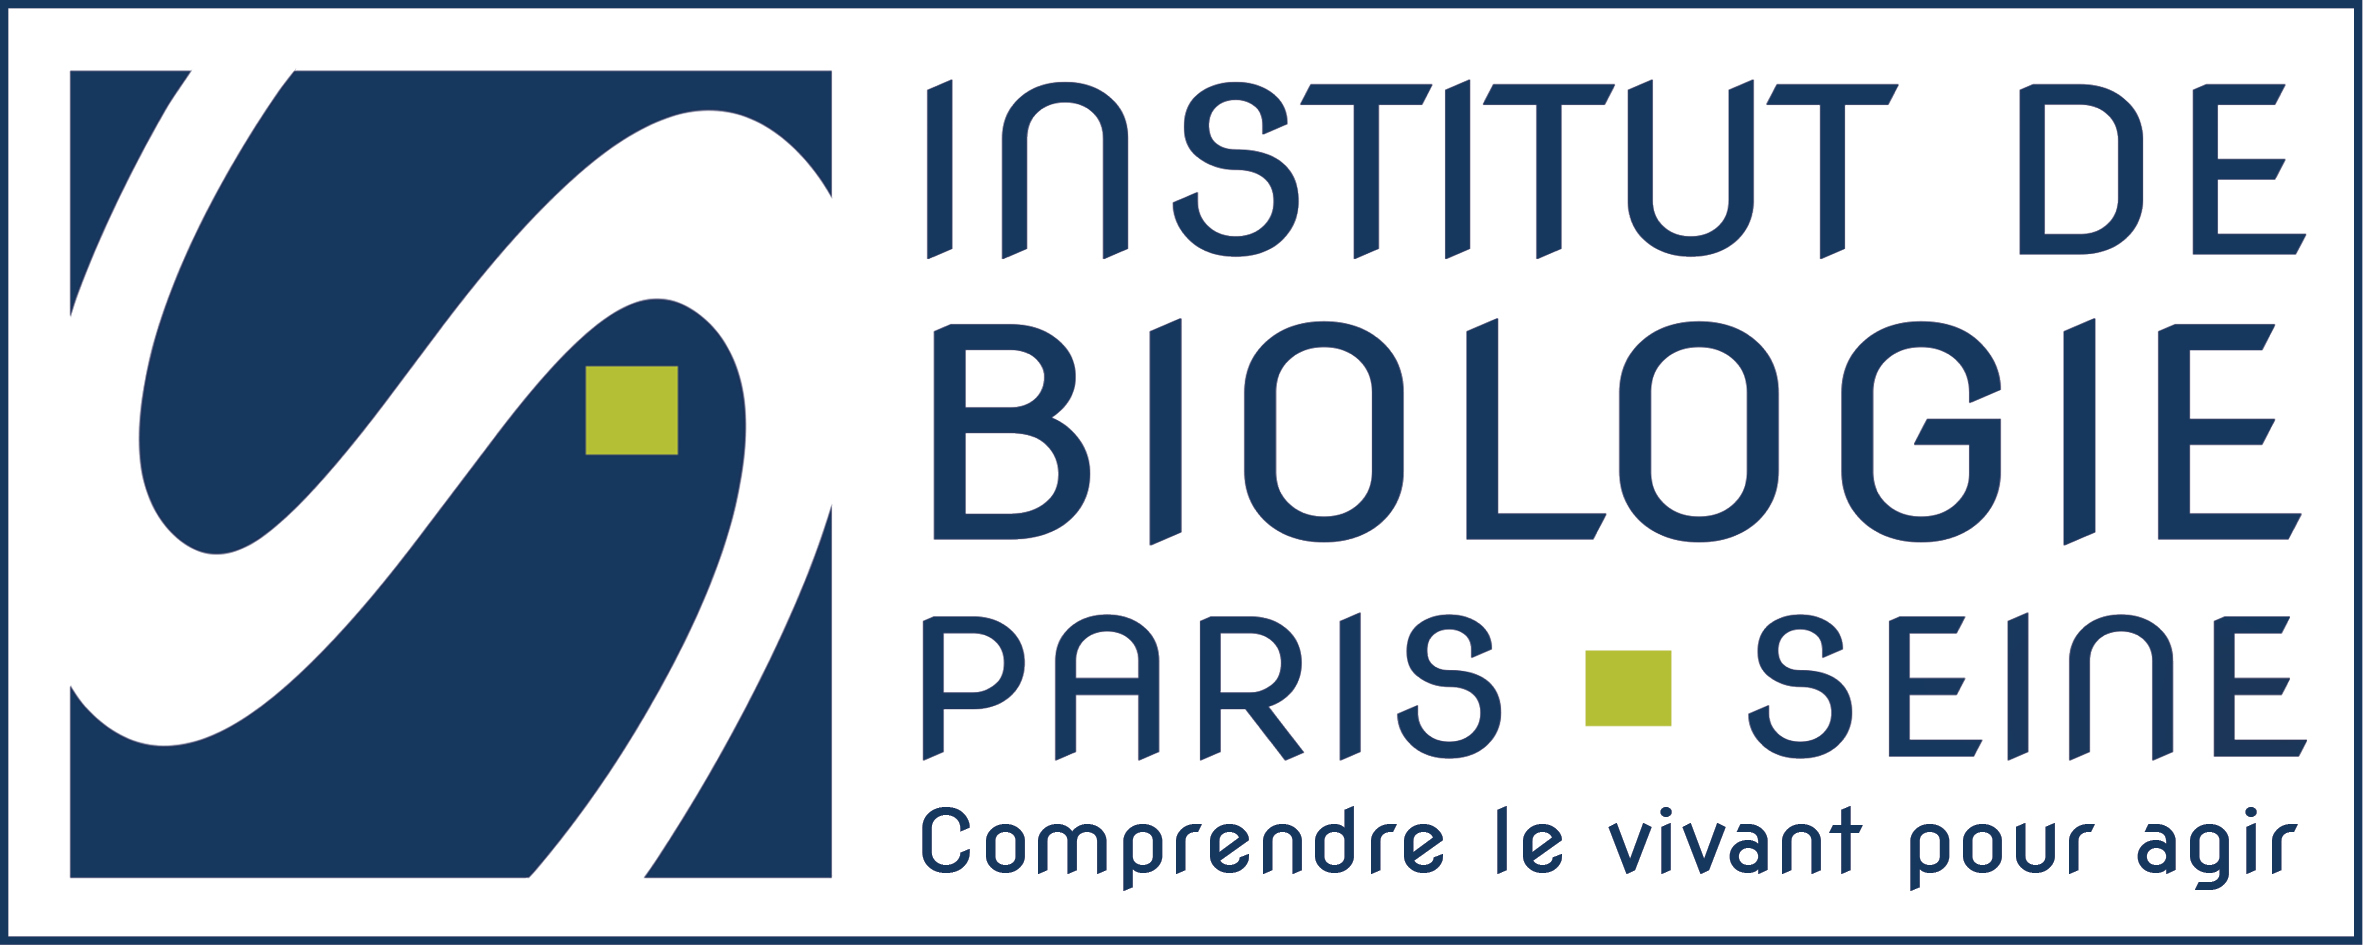 INSTITUT DE
BIOLOGIE
PARIS ▪ SEINE
Comprendre le vivant pour agir